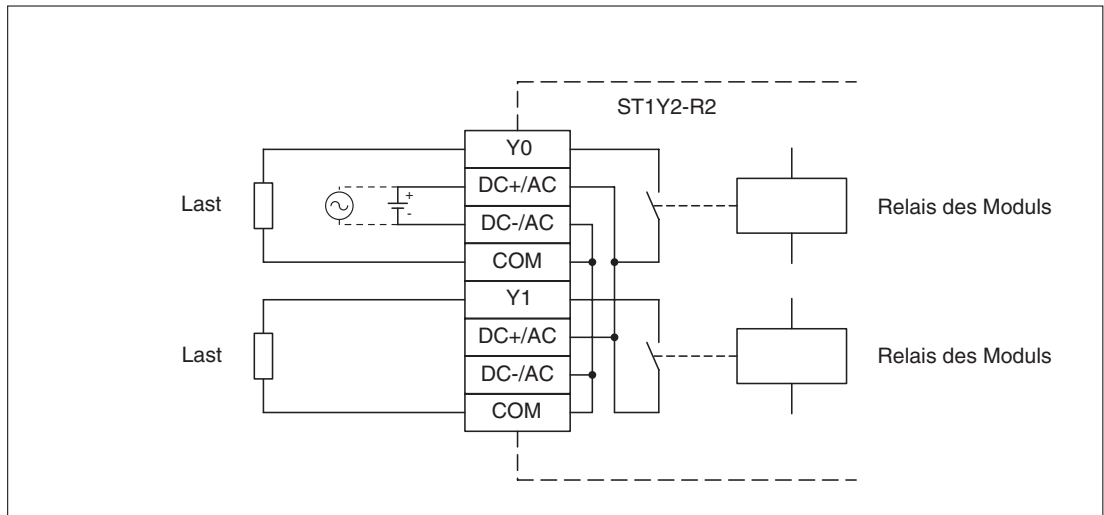 ST1Y2-R2
Y0
DC+/AC
+
-
DC-/AC
COM
Last
Relais des Moduls
Y1
DC+/AC
DC-/AC
COM
Last
Relais des Moduls